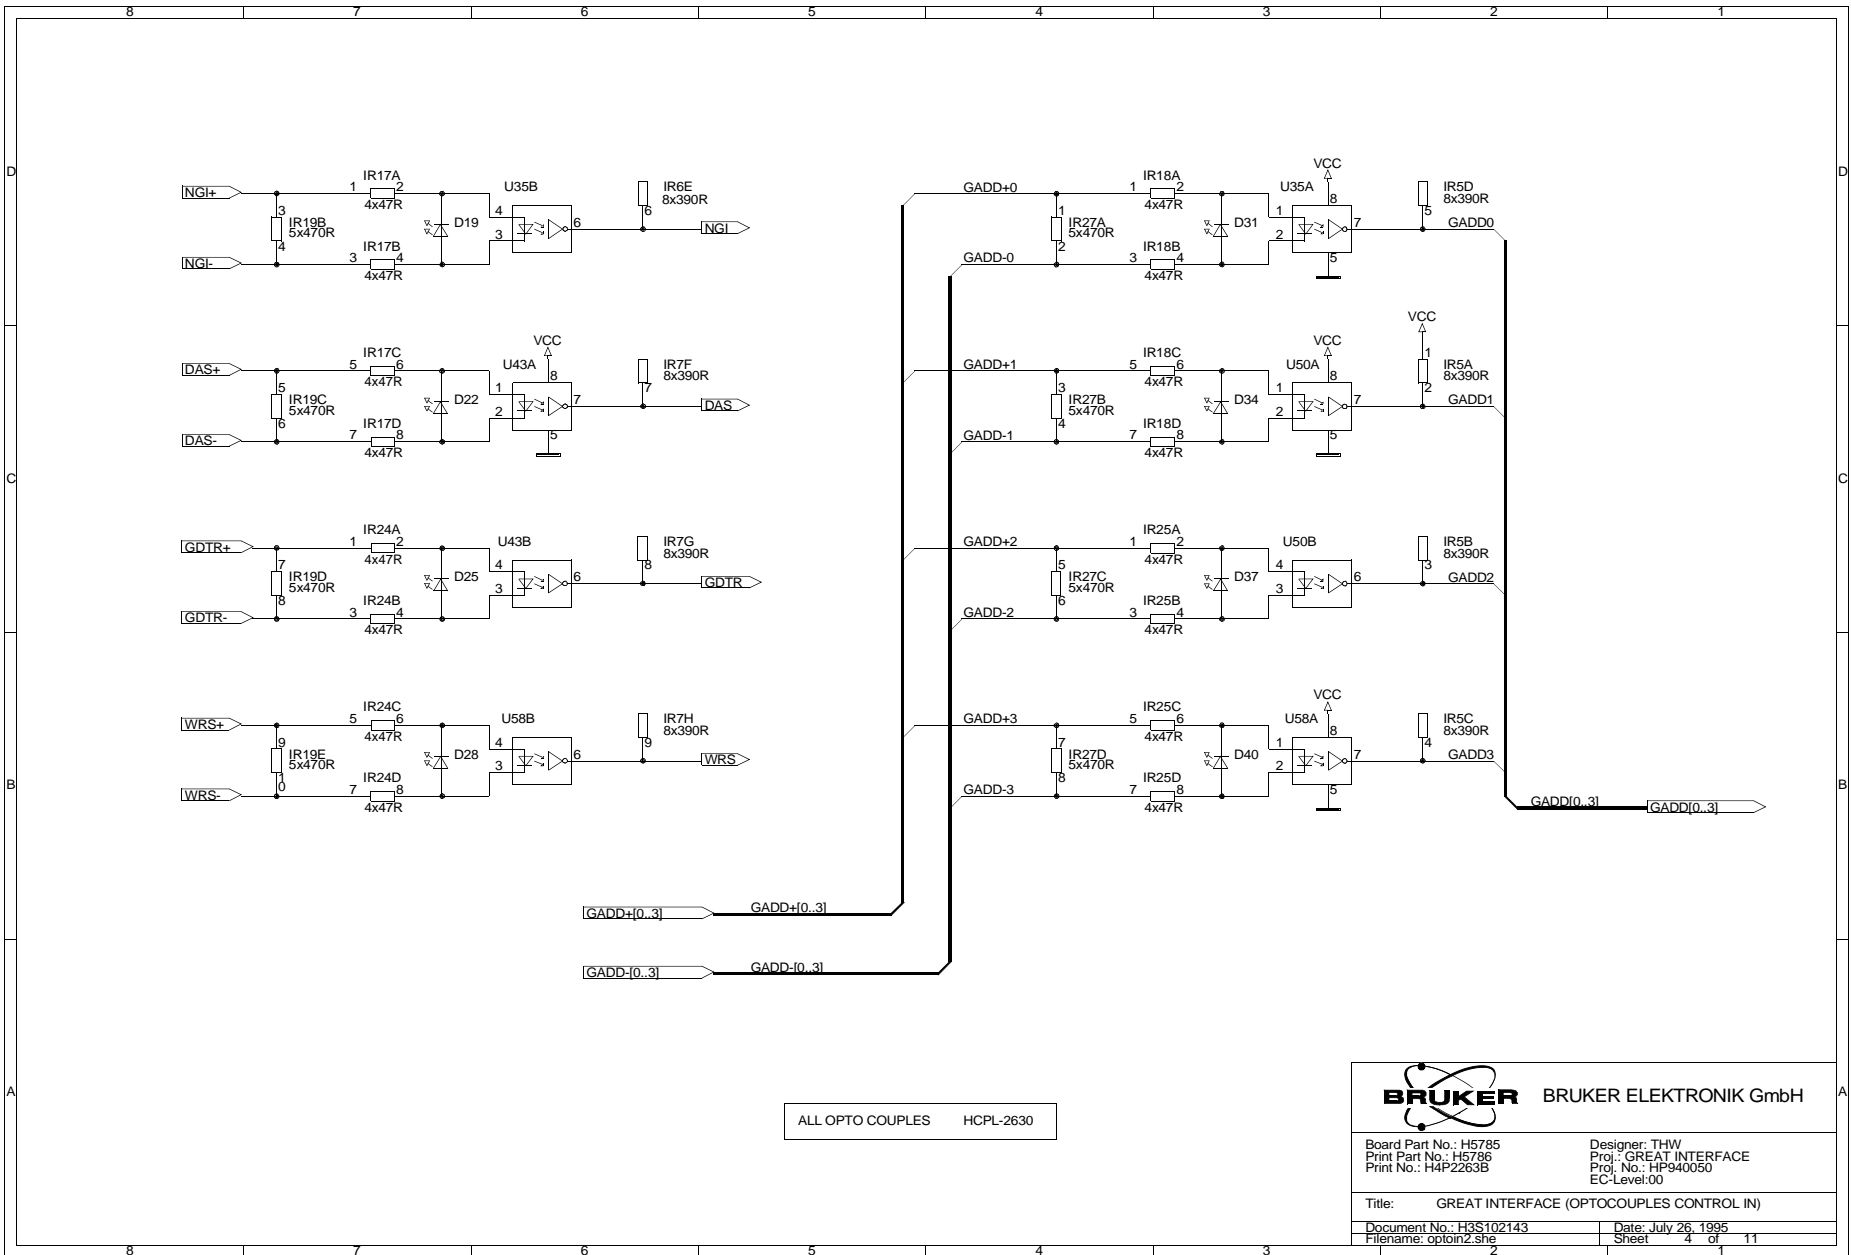 8 7 6 5 4 3 2 1
D
C
B
A
D
C
B
A
NGI+
NGI-
IR19B
5x470R
3
4
IR17A
1 2
4x47R
IR17B
3 4
4x47R
D19
U35B
4
3
6
IR6E
8x390R
6
NGI
DAS+
DAS-
IR19C
5x470R
5
6
IR17C
5 6
4x47R
IR17D
7 8
4x47R
D22
VCC
U43A
8
1
2
7
5
IR7F
8x390R
7
DAS
GDTR+
GDTR-
IR19D
5x470R
7
8
IR24A
1 2
4x47R
IR24B
3 4
4x47R
D25
U43B
4
3
6
IR7G
8x390R
8
GDTR
WRS+
WRS-
IR19E
5x470R
9
10
IR24C
5 6
4x47R
IR24D
7 8
4x47R
D28
U58B
4
3
6
IR7H
8x390R
9
WRS
GADD+0
GADD-0
IR27A
5x470R
1
2
IR18A
1 2
4x47R
IR18B
3 4
4x47R
D31
VCC
U35A
8
1
2
7
5
IR5D
8x390R
5
GADD0
GADD+1
GADD-1
IR27B
5x470R
3
4
IR18C
5 6
4x47R
IR18D
7 8
4x47R
D34
VCC
U50A
8
1
2
7
5
VCC
1
IR5A
8x390R
2
GADD1
GADD+2
GADD-2
IR27C
5x470R
5
6
IR25A
1 2
4x47R
IR25B
3 4
4x47R
D37
U50B
4
3
6
IR5B
8x390R
3
GADD2
GADD+3
GADD-3
IR27D
5x470R
7
8
IR25C
5 6
4x47R
IR25D
7 8
4x47R
D40
VCC
U58A
8
1
2
7
5
IR5C
8x390R
4
GADD3
GADD[0..3] GADD[0..3]
GADD+[0..3] GADD+[0..3]
GADD-[0..3] GADD-[0..3]
ALL OPTO COUPLES HCPL-2630
BRUKER BRUKER ELEKTRONIK GmbH
Board Part No.: H5785
Print Part No.: H5786
Print No.: H4P2263B
Designer: THW
Proj.: GREAT INTERFACE
Proj. No.: HP940050
EC-Level:00
Title: GREAT INTERFACE (OPTOCOUPLES CONTROL IN)
Document No.: H3S102143
Filename: optoin2.she
Date: July 26, 1995
Sheet 4 of 11
8 7 6 5 4 3 2 1